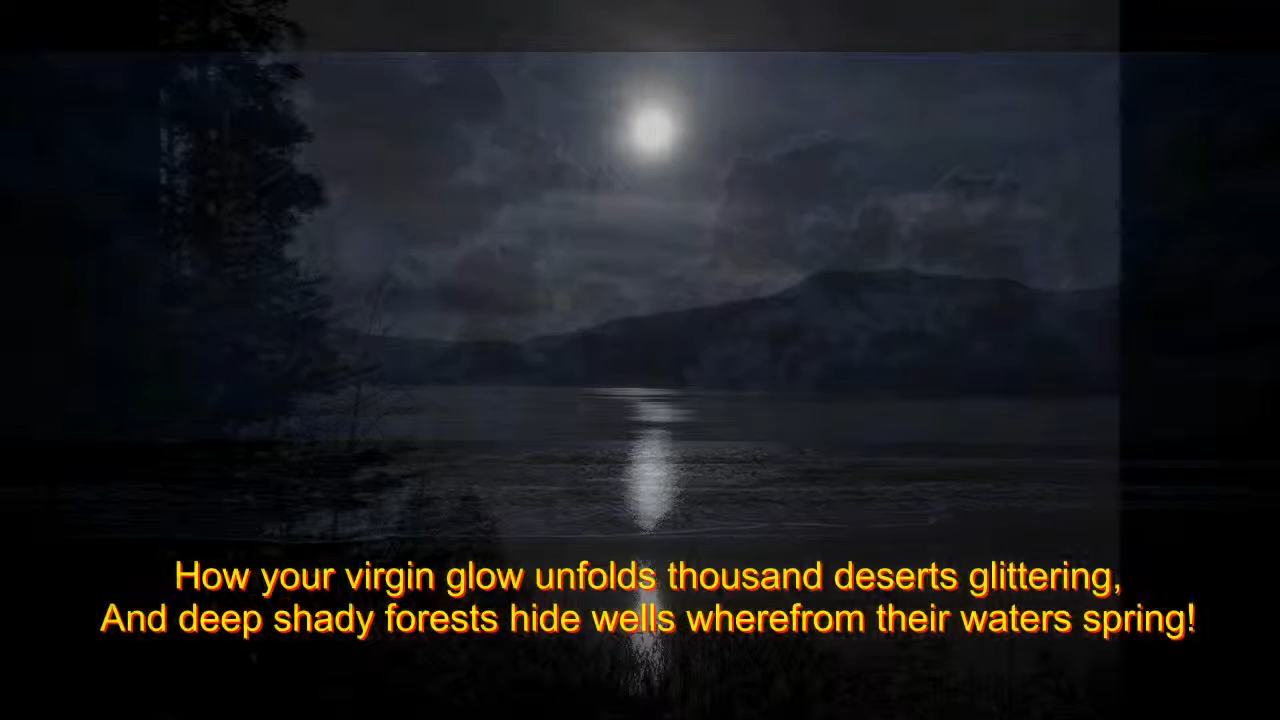 How your virgin glow unfolds thousand deserts glittering,
And deep shady forests hide wells wherefrom their waters spring!